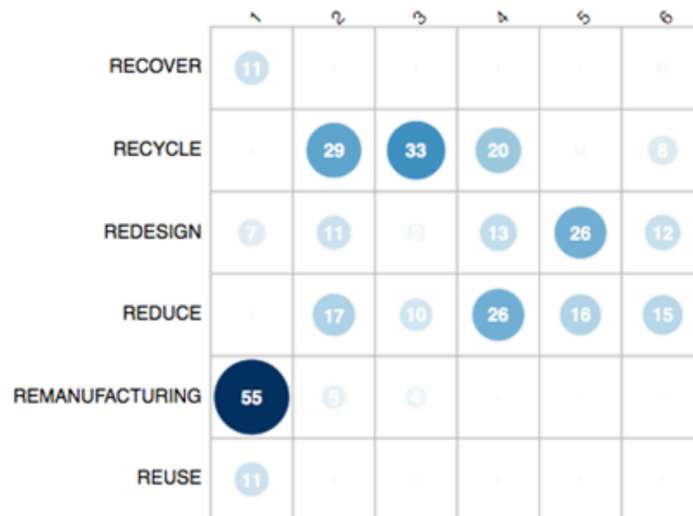 1 2 3 4 5 6
RECOVER 11
RECYCLE 29 33 20 8
REDESIGN 7 11 3 13 26 12
REDUCE 17 10 26 16 15
REMANUFACTURING 55 5 4
REUSE 11